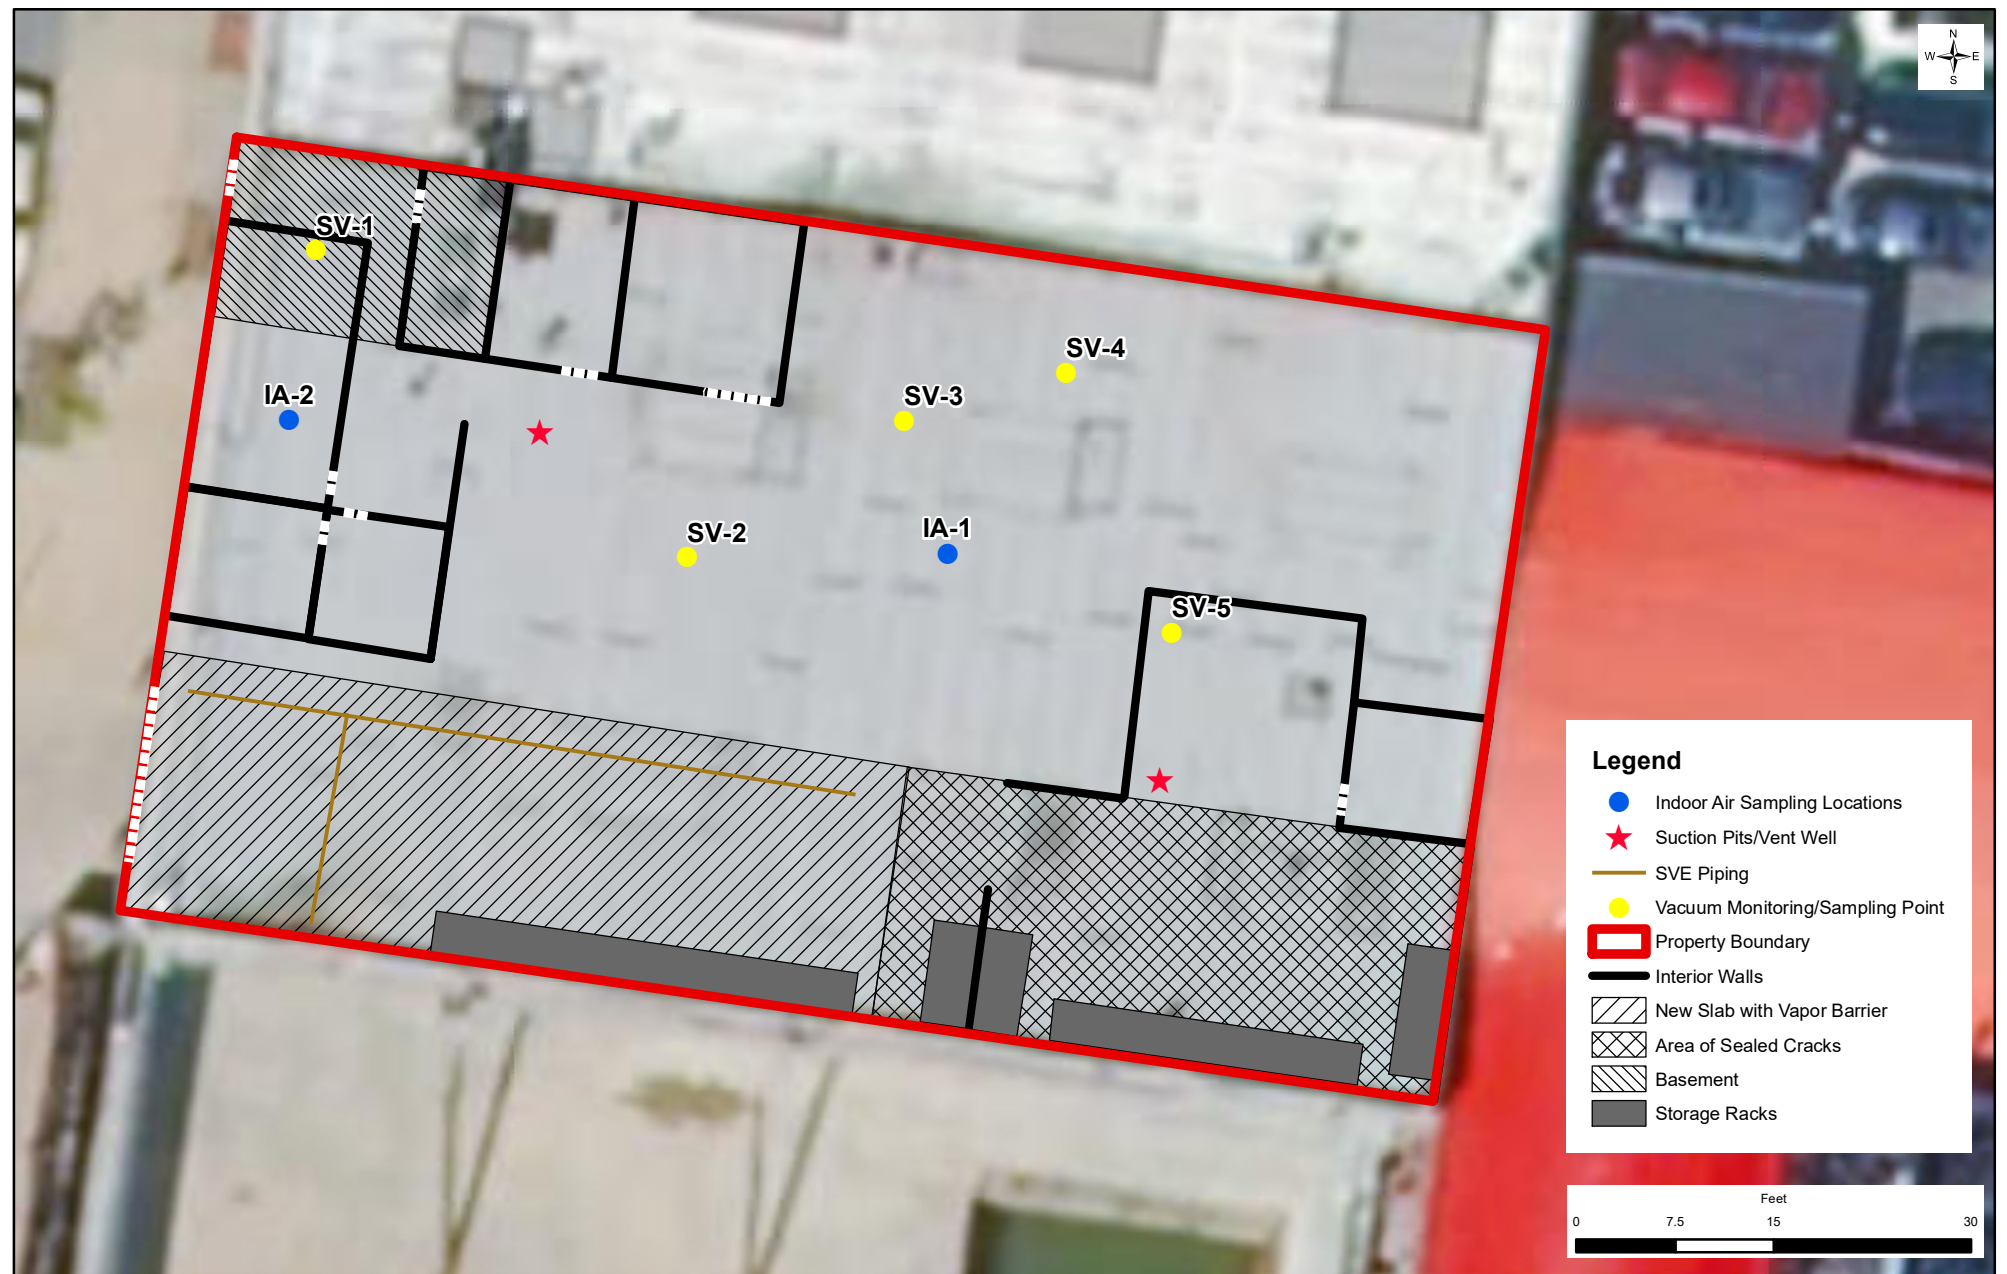 N
W E
S
SV-1
SV-4
IA-2
SV-3
SV-2
IA-1
SV-5
Legend
Indoor Air Sampling Locations
Suction Pits/Vent Well
SVE Piping
Vacuum Monitoring/Sampling Point
Property Boundary
Interior Walls
New Slab with Vapor Barrier
Area of Sealed Cracks
Basement
Storage Racks
Feet
0 7.5 15 30